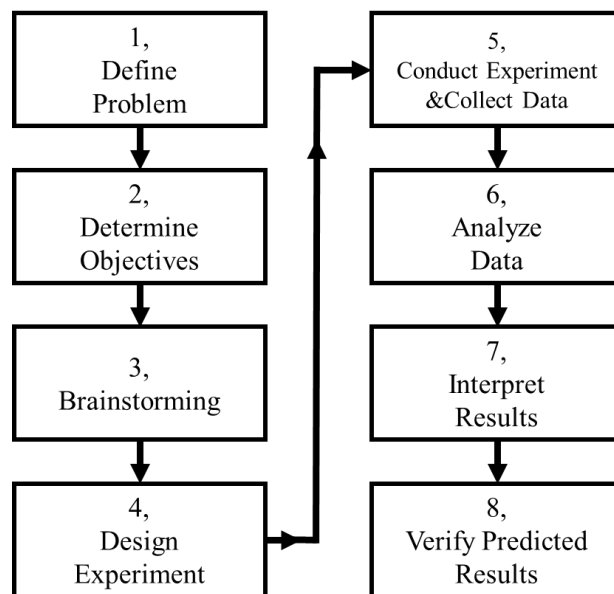 1,
Define
Problem
2,
Determine
Objectives
3,
Brainstorming
4,
Design
Experiment
5,
Conduct Experiment
&Collect Data
6,
Analyze
Data
7,
Interpret
Results
8,
Verify Predicted
Results